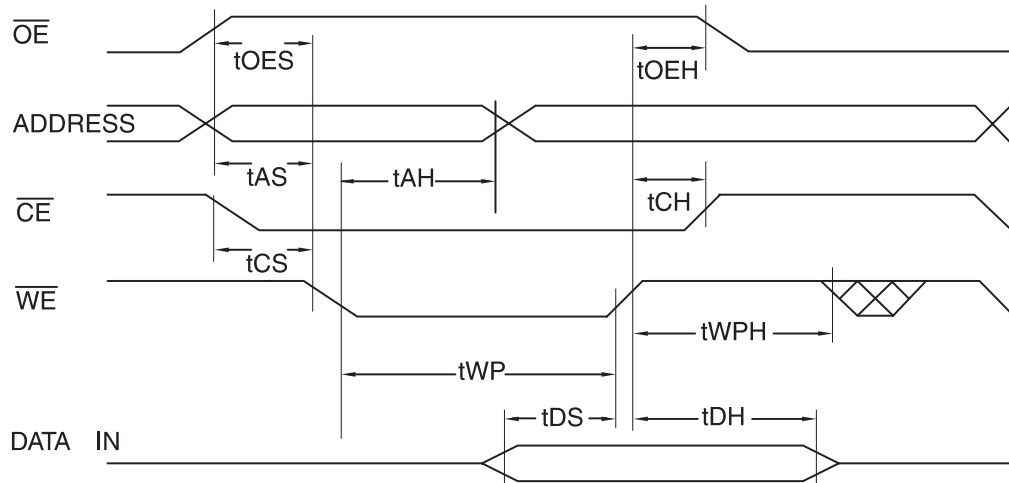 OE
tOES
tOEH
ADDRESS
tAS
tAH
tCH
CE
tCS
WE
tWPH
tWP
tDS
tDH
DATA IN